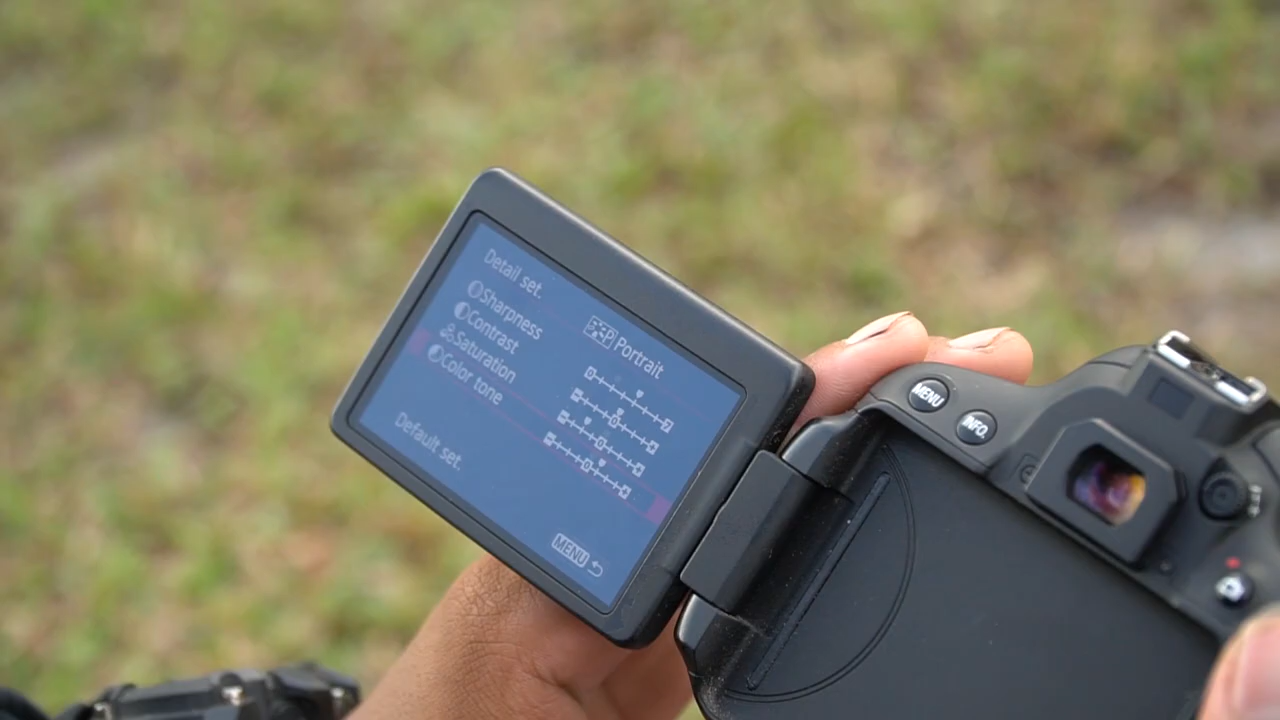 Detail set.
Portrait
Sharpness
Contrast
Saturation
Color tone
Default set.
MENU
MENU
INFO.